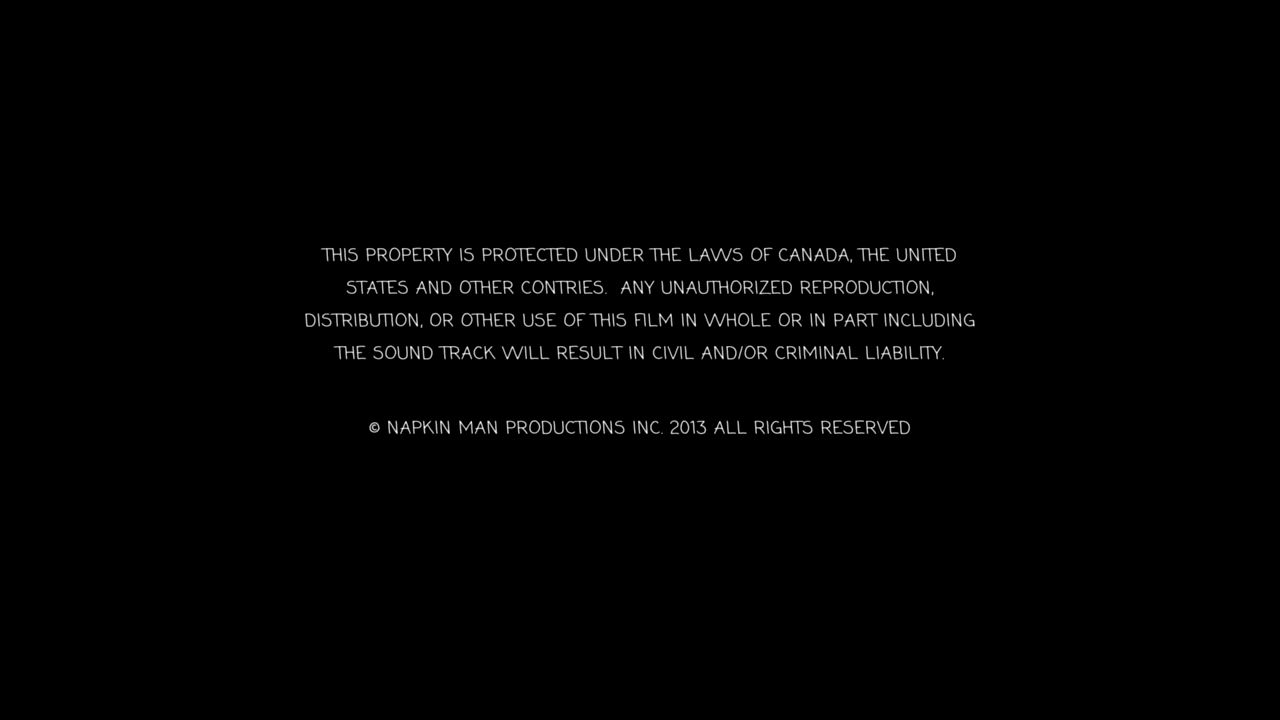 THIS PROPERTY IS PROTECTED UNDER THE LAWS OF CANADA, THE UNITED
STATES AND OTHER CONTRIES.  ANY UNAUTHORIZED REPRODUCTION,
DISTRIBUTION, OR OTHER USE OF THIS FILM IN WHOLE OR IN PART INCLUDING
THE SOUND TRACK WILL RESULT IN CIVIL AND/OR CRIMINAL LIABILITY.
© NAPKIN MAN PRODUCTIONS INC. 2013 ALL RIGHTS RESERVED